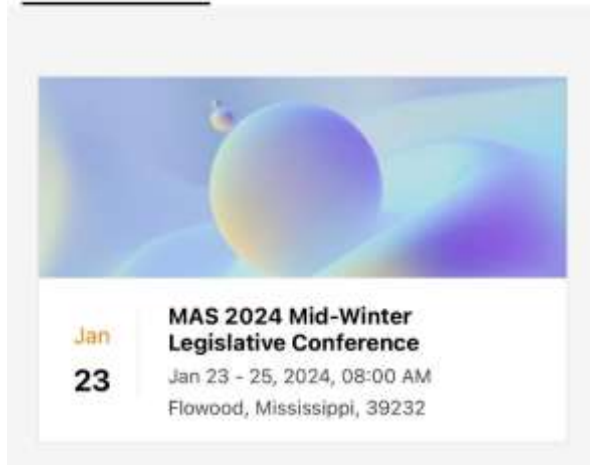 Jan
23
MAS 2024 Mid-Winter
Legislative Conference
Jan 23 - 25, 2024, 08:00 AM
Flowood, Mississippi, 39232